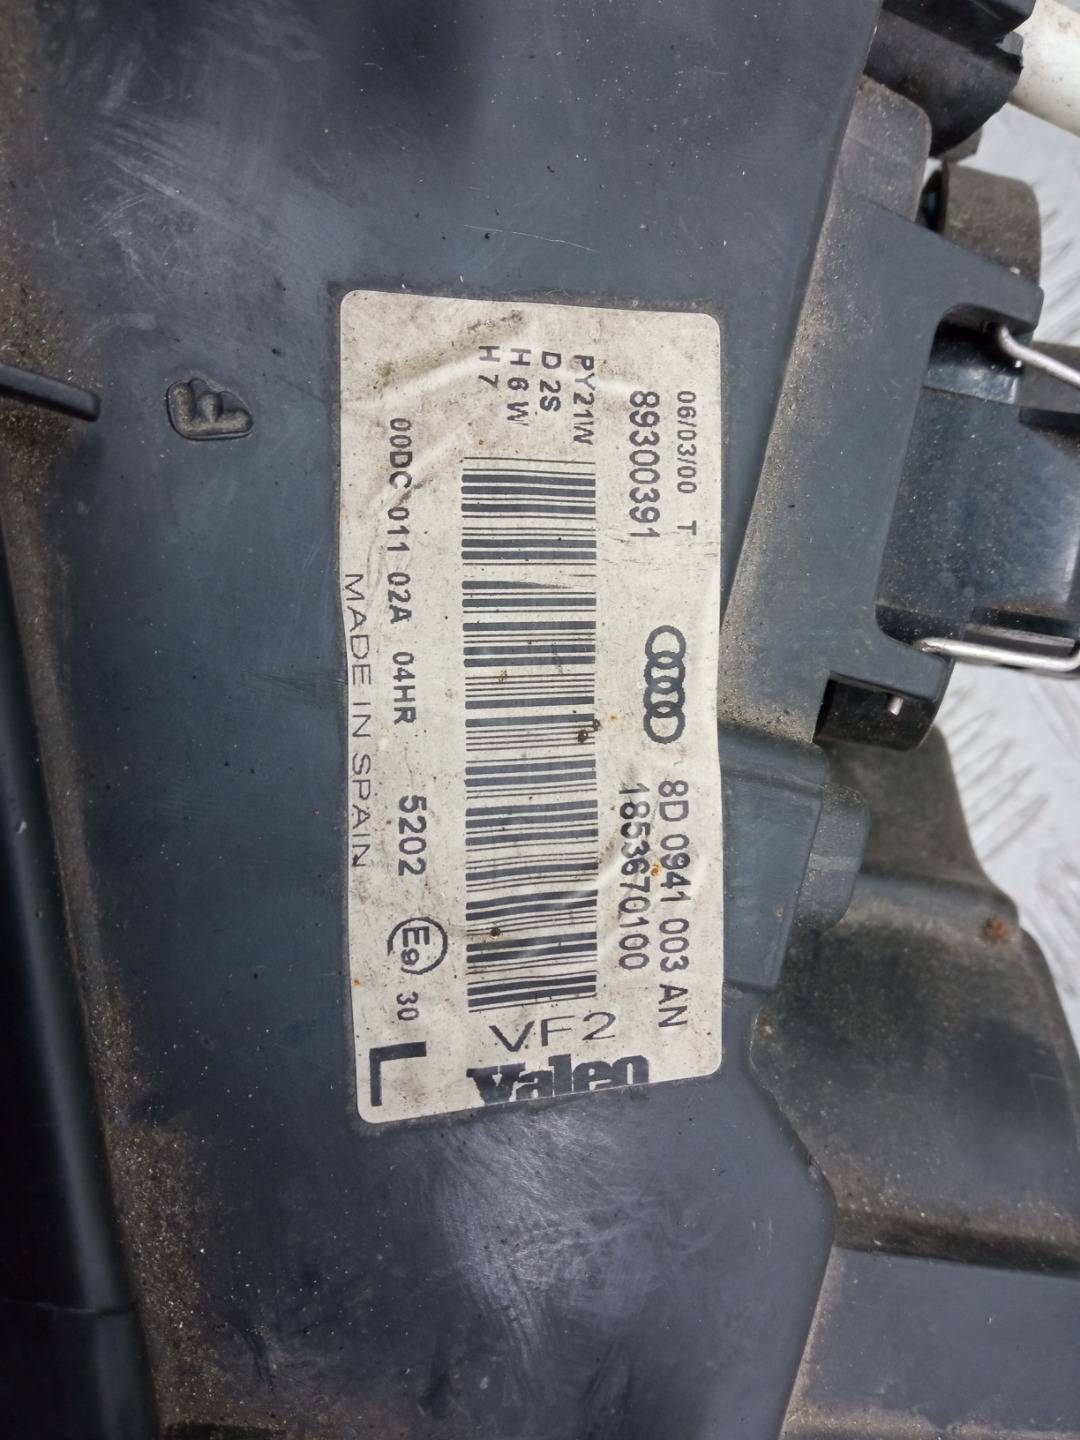 06/03/00 T
8D 0941 003 AN
89300391
1853670100
PY21W
D2S
H6W
H7
VF2
Valeo
00DC 011 02A 04HR 5202 E9 30
L
MADE IN SPAIN
F